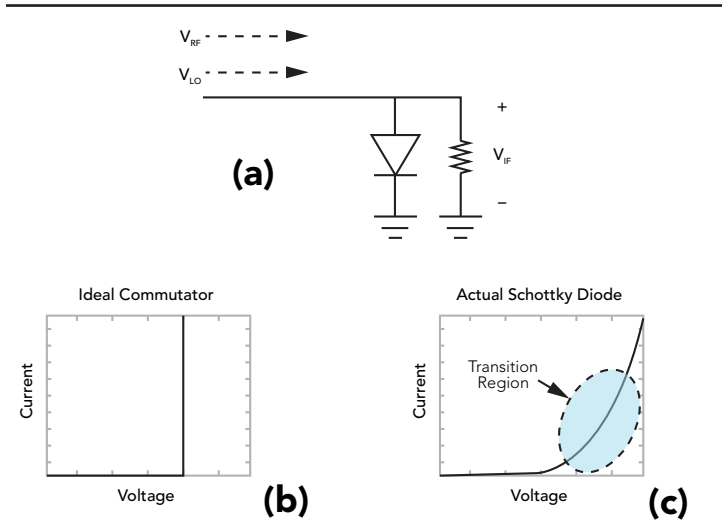 V_RF
V_LO
+
V_IF
−
(a)
Ideal Commutator
Current
Voltage
(b)
Actual Schottky Diode
Transition
Region
Current
Voltage
(c)